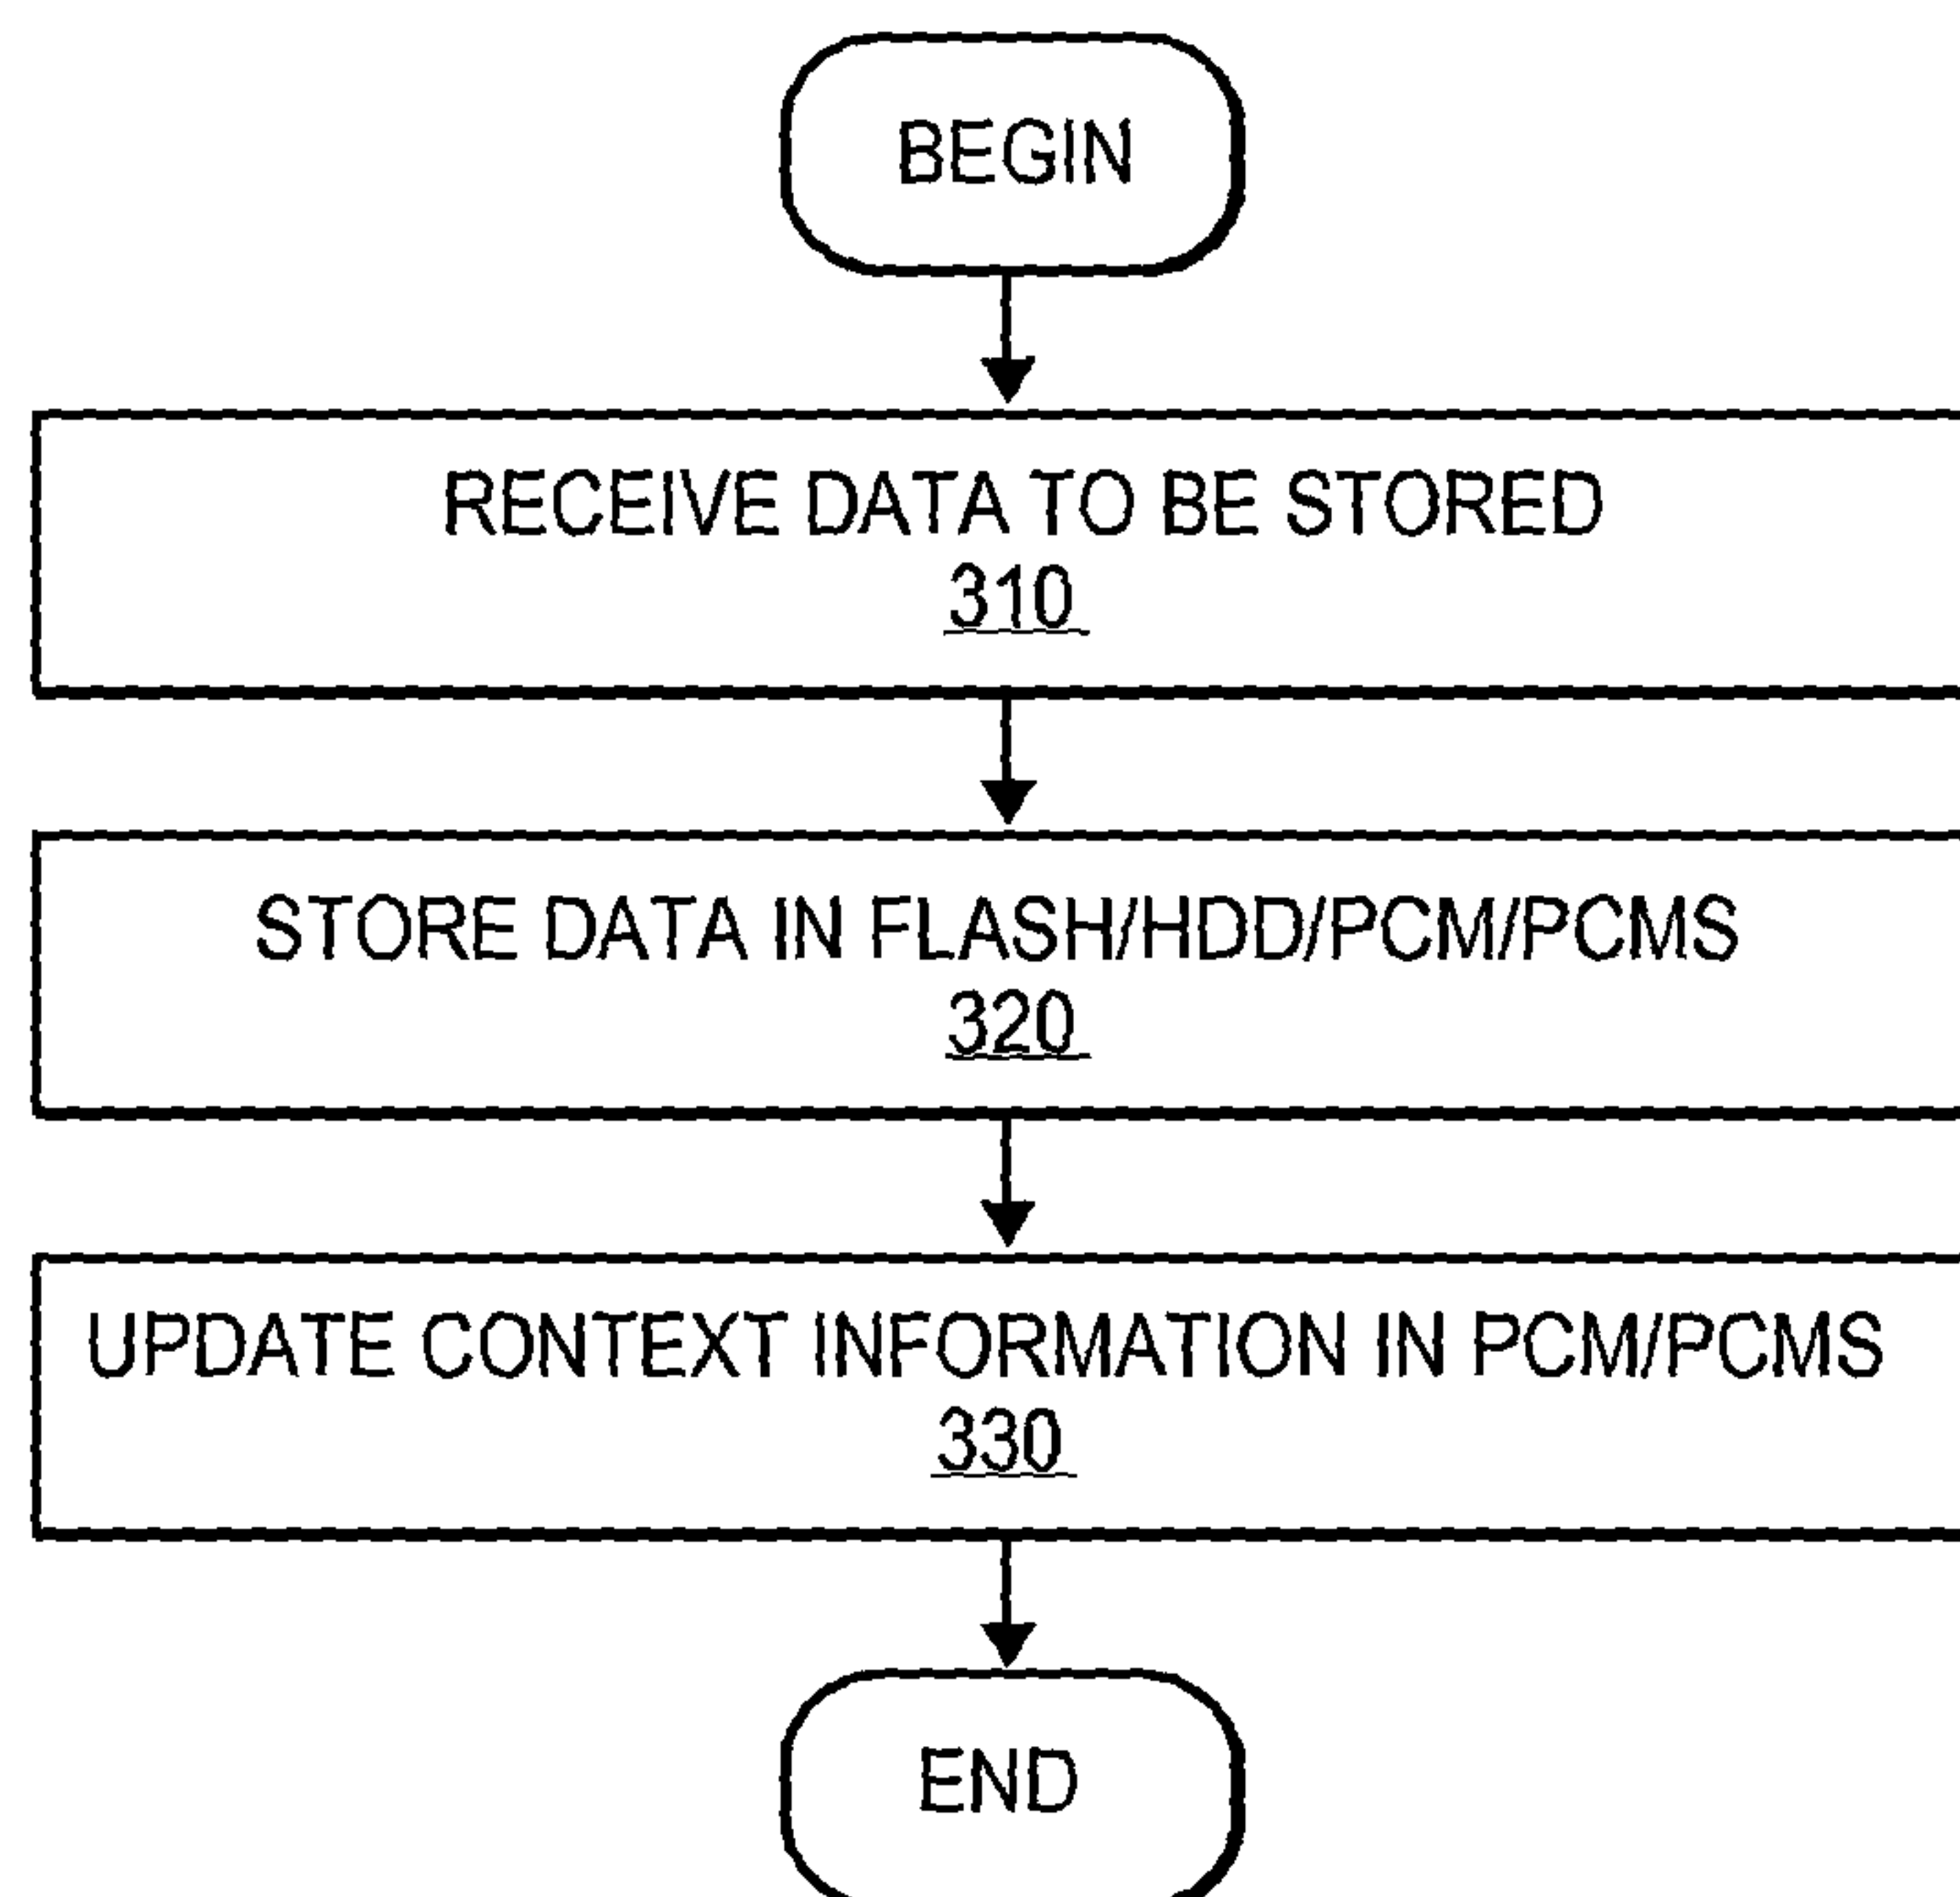 BEGIN
RECEIVE DATA TO BE STORED
310
STORE DATA IN FLASH/HDD/PCM/PCMS
320
UPDATE CONTEXT INFORMATION IN PCM/PCMS
330
END